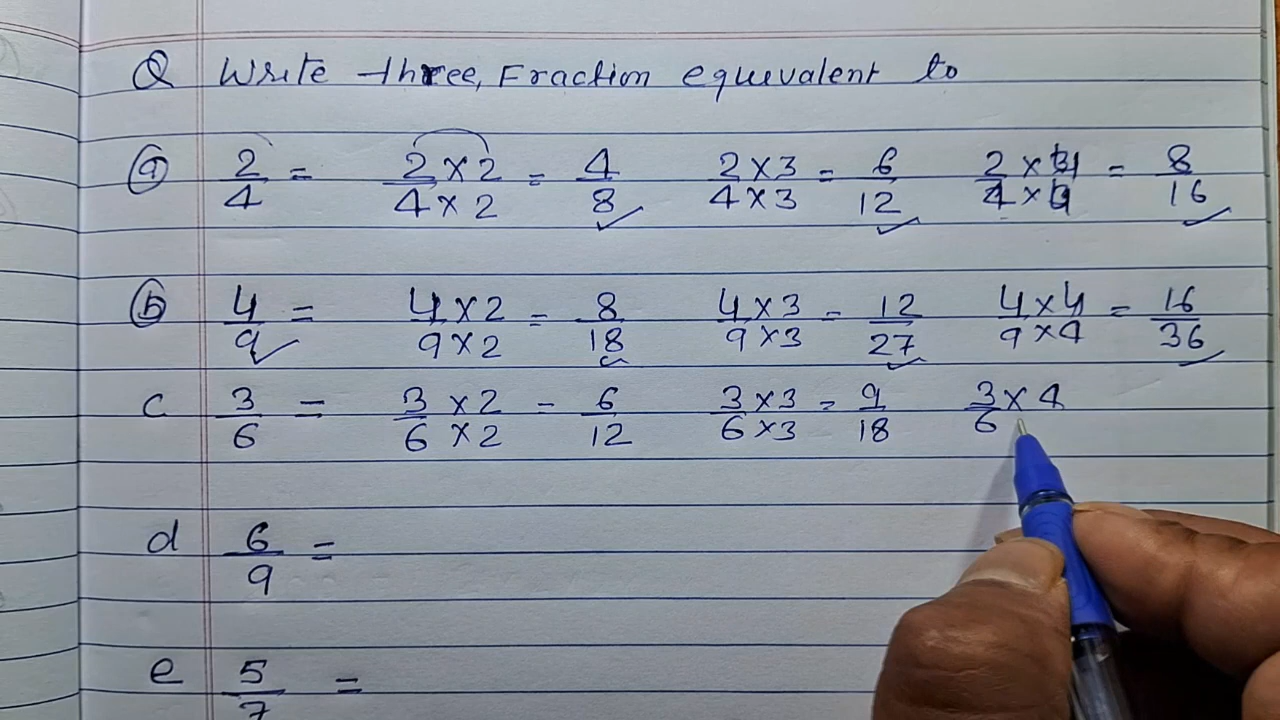 Q Write three, Fraction equivalent to
(a) 2/4 = 2 × 2 / 4 × 2 = 4/8 2 × 3 / 4 × 3 = 6/12 2 × 4 / 4 × 4 = 8/16
(b) 4/9 = 4 × 2 / 9 × 2 = 8/18 4 × 3 / 9 × 3 = 12/27 4 × 4 / 9 × 4 = 16/36
c 3/6 = 3 × 2 / 6 × 2 = 6/12 3 × 3 / 6 × 3 = 9/18 3 × 4 / 6
d 6/9 =
e 5/7 =